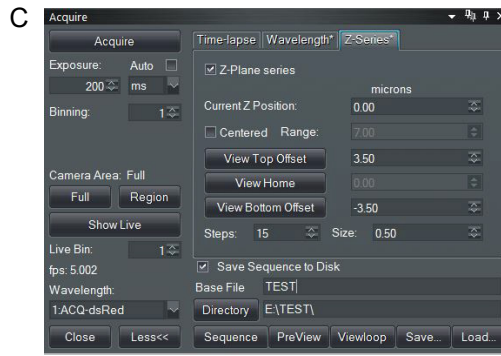 C
Acquire
Acquire
Exposure: Auto
200 ms
Binning: 1
Camera Area: Full
Full Region
Show Live
Live Bin: 1
fps: 5.002
Wavelength:
1:ACQ-dsRed
Close Less<<
Time-lapse Wavelength* Z-Series*
Z-Plane series
microns
Current Z Position: 0.00
Centered Range: 7.00
View Top Offset 3.50
View Home 0.00
View Bottom Offset -3.50
Steps: 15 Size: 0.50
Save Sequence to Disk
Base File TEST
Directory E:\TEST\
Sequence PreView Viewloop Save... Load...